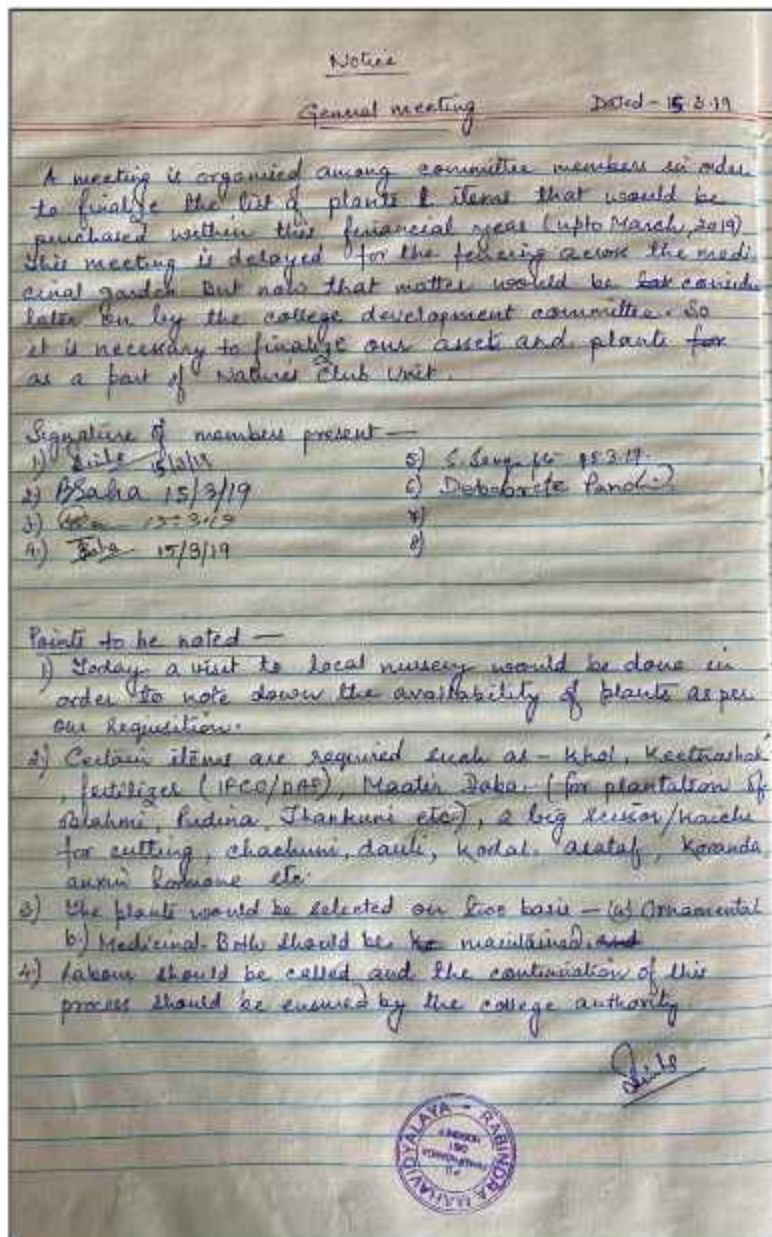 Notice
General meeting Dated - 15.3.19
A meeting is organised among committee members in order
to finalize the list of plants & items that would be
purchased within this financial year (upto March, 2019)
This meeting is delayed for the fencing across the medi
cinal garden But now that matter would be
later on by the college development committee. So
it is necessary to finalize our assets and plants for
as a part of Natures Club Unit.
Signature of members present —
1) 15/3/19
2) BSaha 15/3/19
3) 15.3.19
4) Saha 15/3/19
5) 15.3.19.
6) Debobrata
7)
8)
Points to be noted —
1) Today a visit to local nursery would be done in
order to note down the availability of plants as per
our requisition.
2) Certain items are required such as - Khol, Keetnashak
, fertilizer (IFCO/DAP), Maatir Daba - (for plantation of
Brahmi, Pudina, Thankuni etc), a big scissor/Kaichi
for cutting, chachuni, dauli, Kodal, Koranda,
etc.
3) The plants would be selected on two basis - (a) Ornamental
b.) Medicinal. Both should be maintained. and
4) Labour should be called and the continuation of this
process should be ensured by the college authority.
RABINDRA MAHAVIDYALAYA